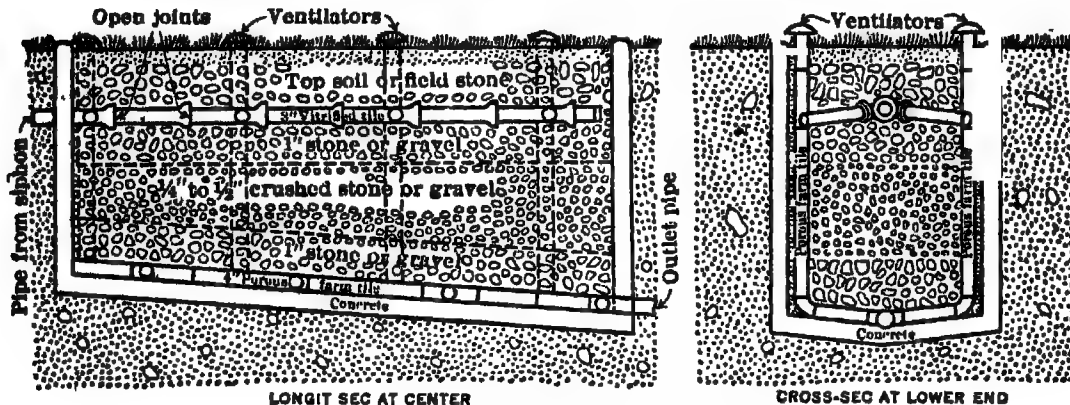 Open joints
Ventilators
Ventilators
Top soil or field stone
3" Vitrified tile
1" stone or gravel
¼ to ½" crushed stone or gravel
1" stone or gravel
Porous farm tile
Concrete
Pipe from siphon
Outlet pipe
Porous farm tile
Porous farm tile
Concrete
LONGIT SEC AT CENTER
CROSS-SEC AT LOWER END